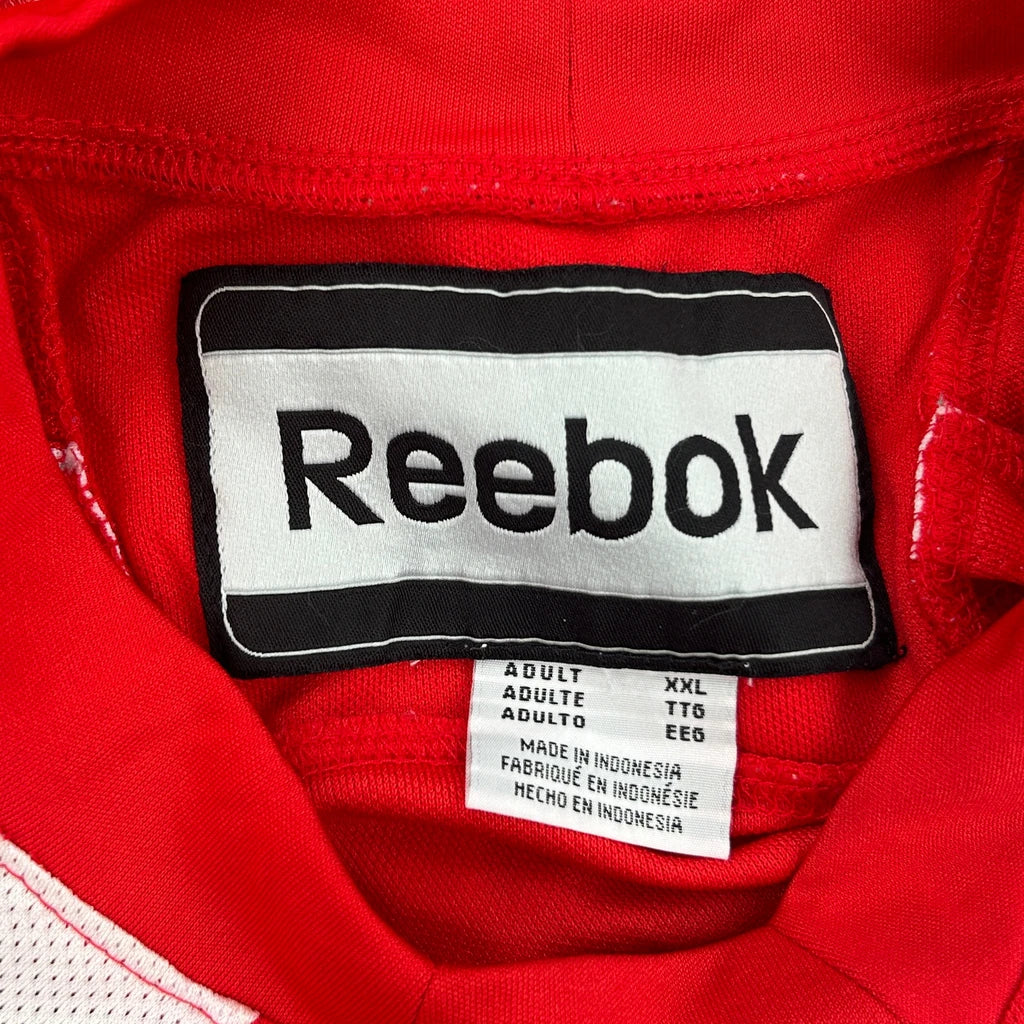 Reebok
ADULT XXL
ADULTE TTG
ADULTO EEG
MADE IN INDONESIA
FABRIQUÉ EN INDONÉSIE
HECHO EN INDONESIA